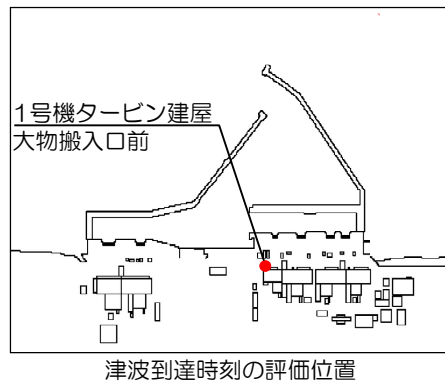 1号機タービン建屋
大物搬入口前
津波到達時刻の評価位置